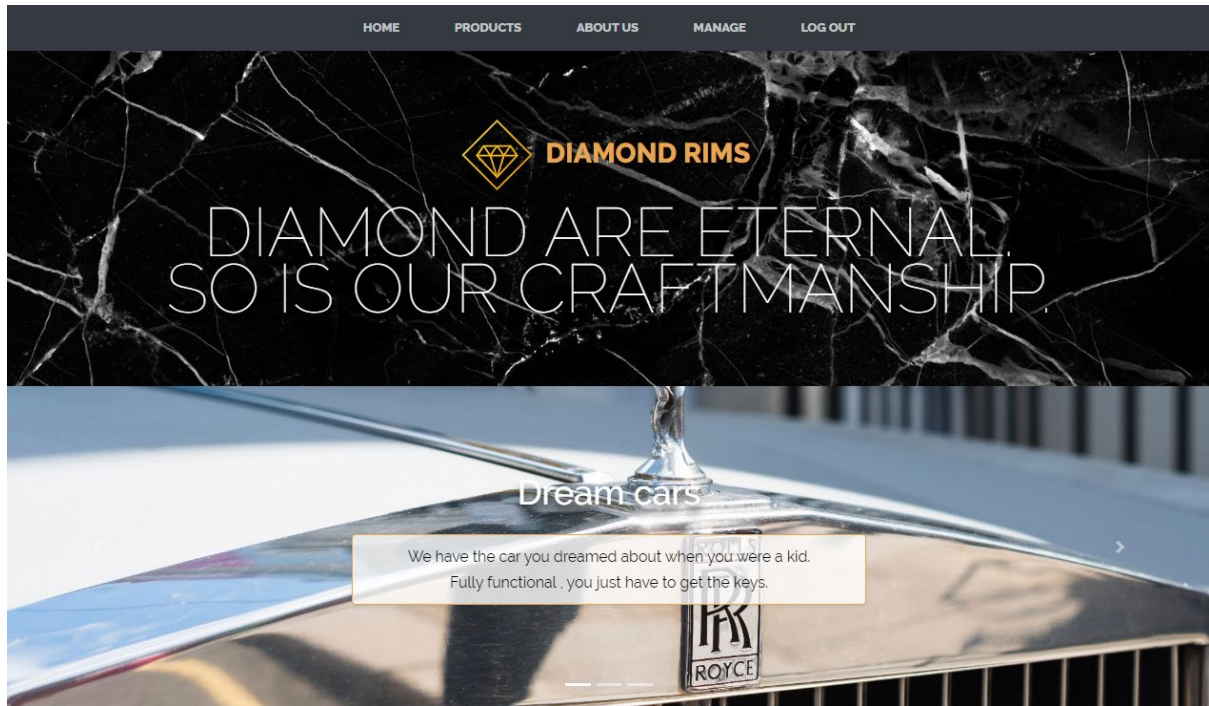 HOME PRODUCTS ABOUT US MANAGE LOG OUT
DIAMOND RIMS
DIAMOND ARE ETERNAL.
SO IS OUR CRAFTMANSHIP.
Dream cars
We have the car you dreamed about when you were a kid.
Fully functional , you just have to get the keys.
ROLLS
RR
ROYCE